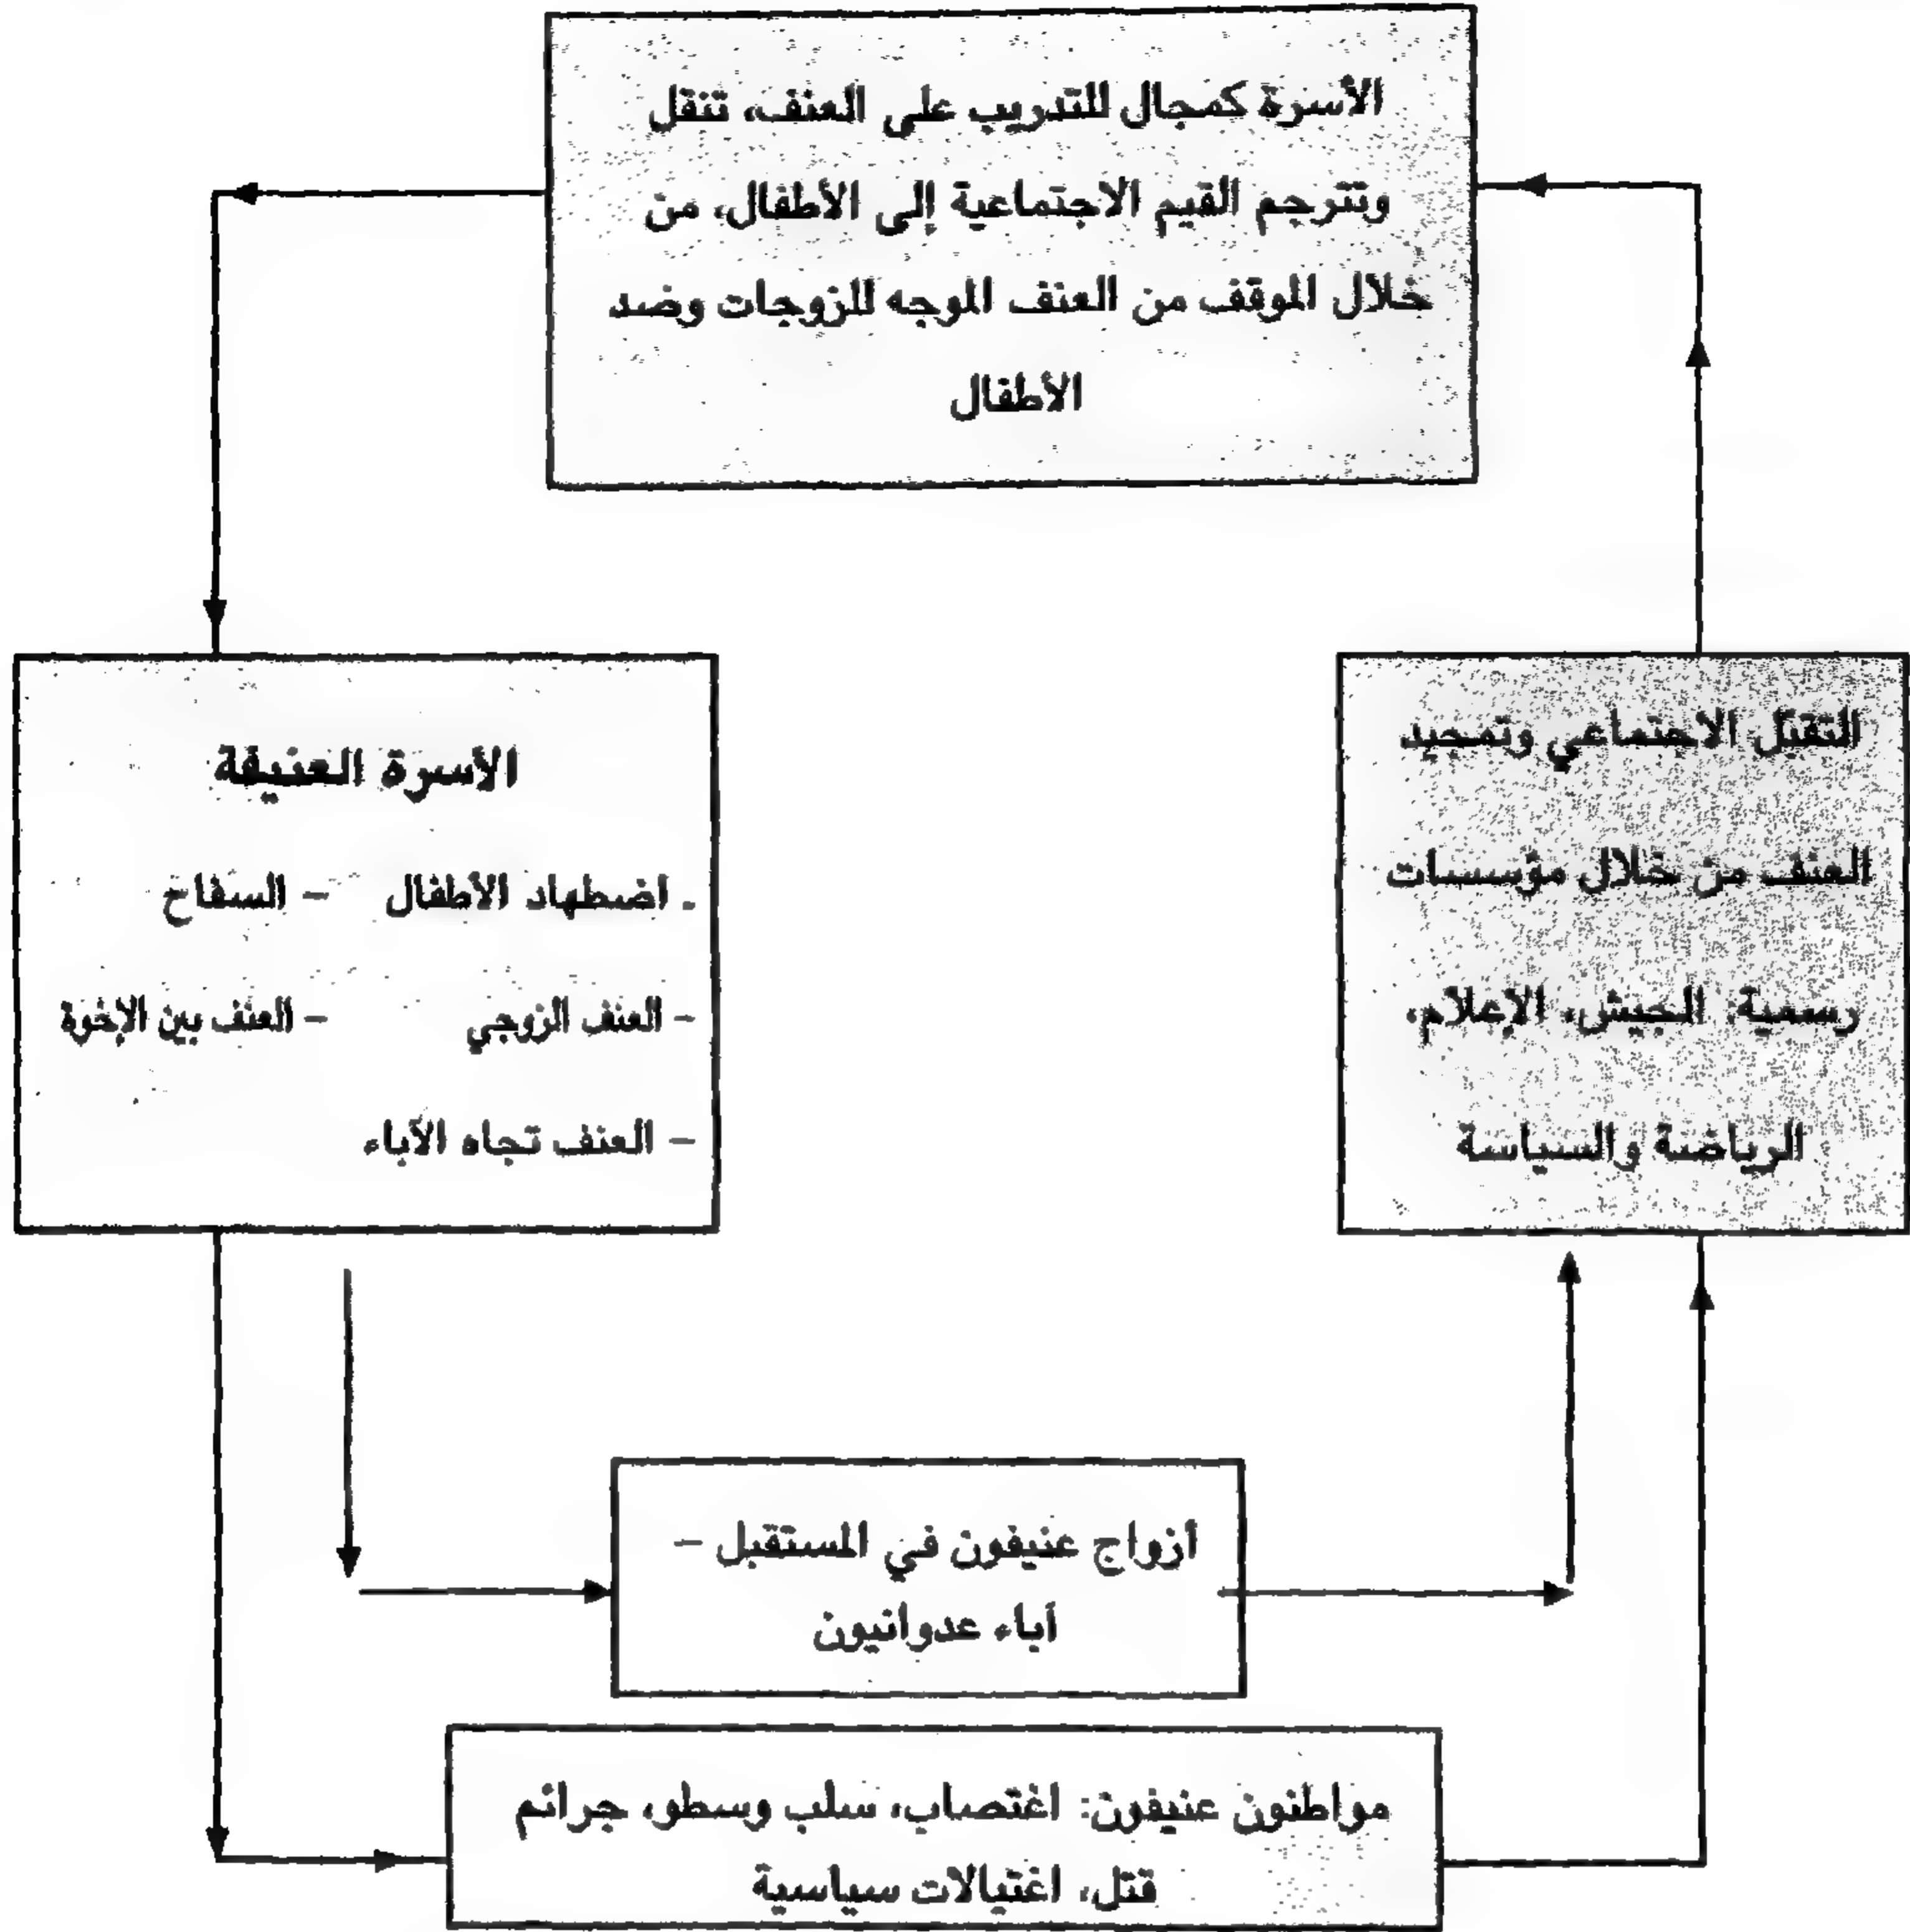 الأسرة كمجال للتدريب على العنف، تنقل
وتترجم القيم الاجتماعية إلى الأطفال، من
خلال الموقف من العنف الموجه للزوجات وضد
الأطفال
التقبّل الاجتماعي وتمجيد
العنف من خلال مؤسسات
رسمية: الجيش، الإعلام،
الرياضة والسياسة
الأسرة العنيفة
- اضطهاد الأطفال – السفاح
– العنف الزوجي – العنف بين الإخوة
– العنف تجاه الآباء
أزواج عنيفون في المستقبل –
آباء عدوانيون
مواطنون عنيفون: اغتصاب، سلب وسطو، جرائم
قتل، اغتيالات سياسية